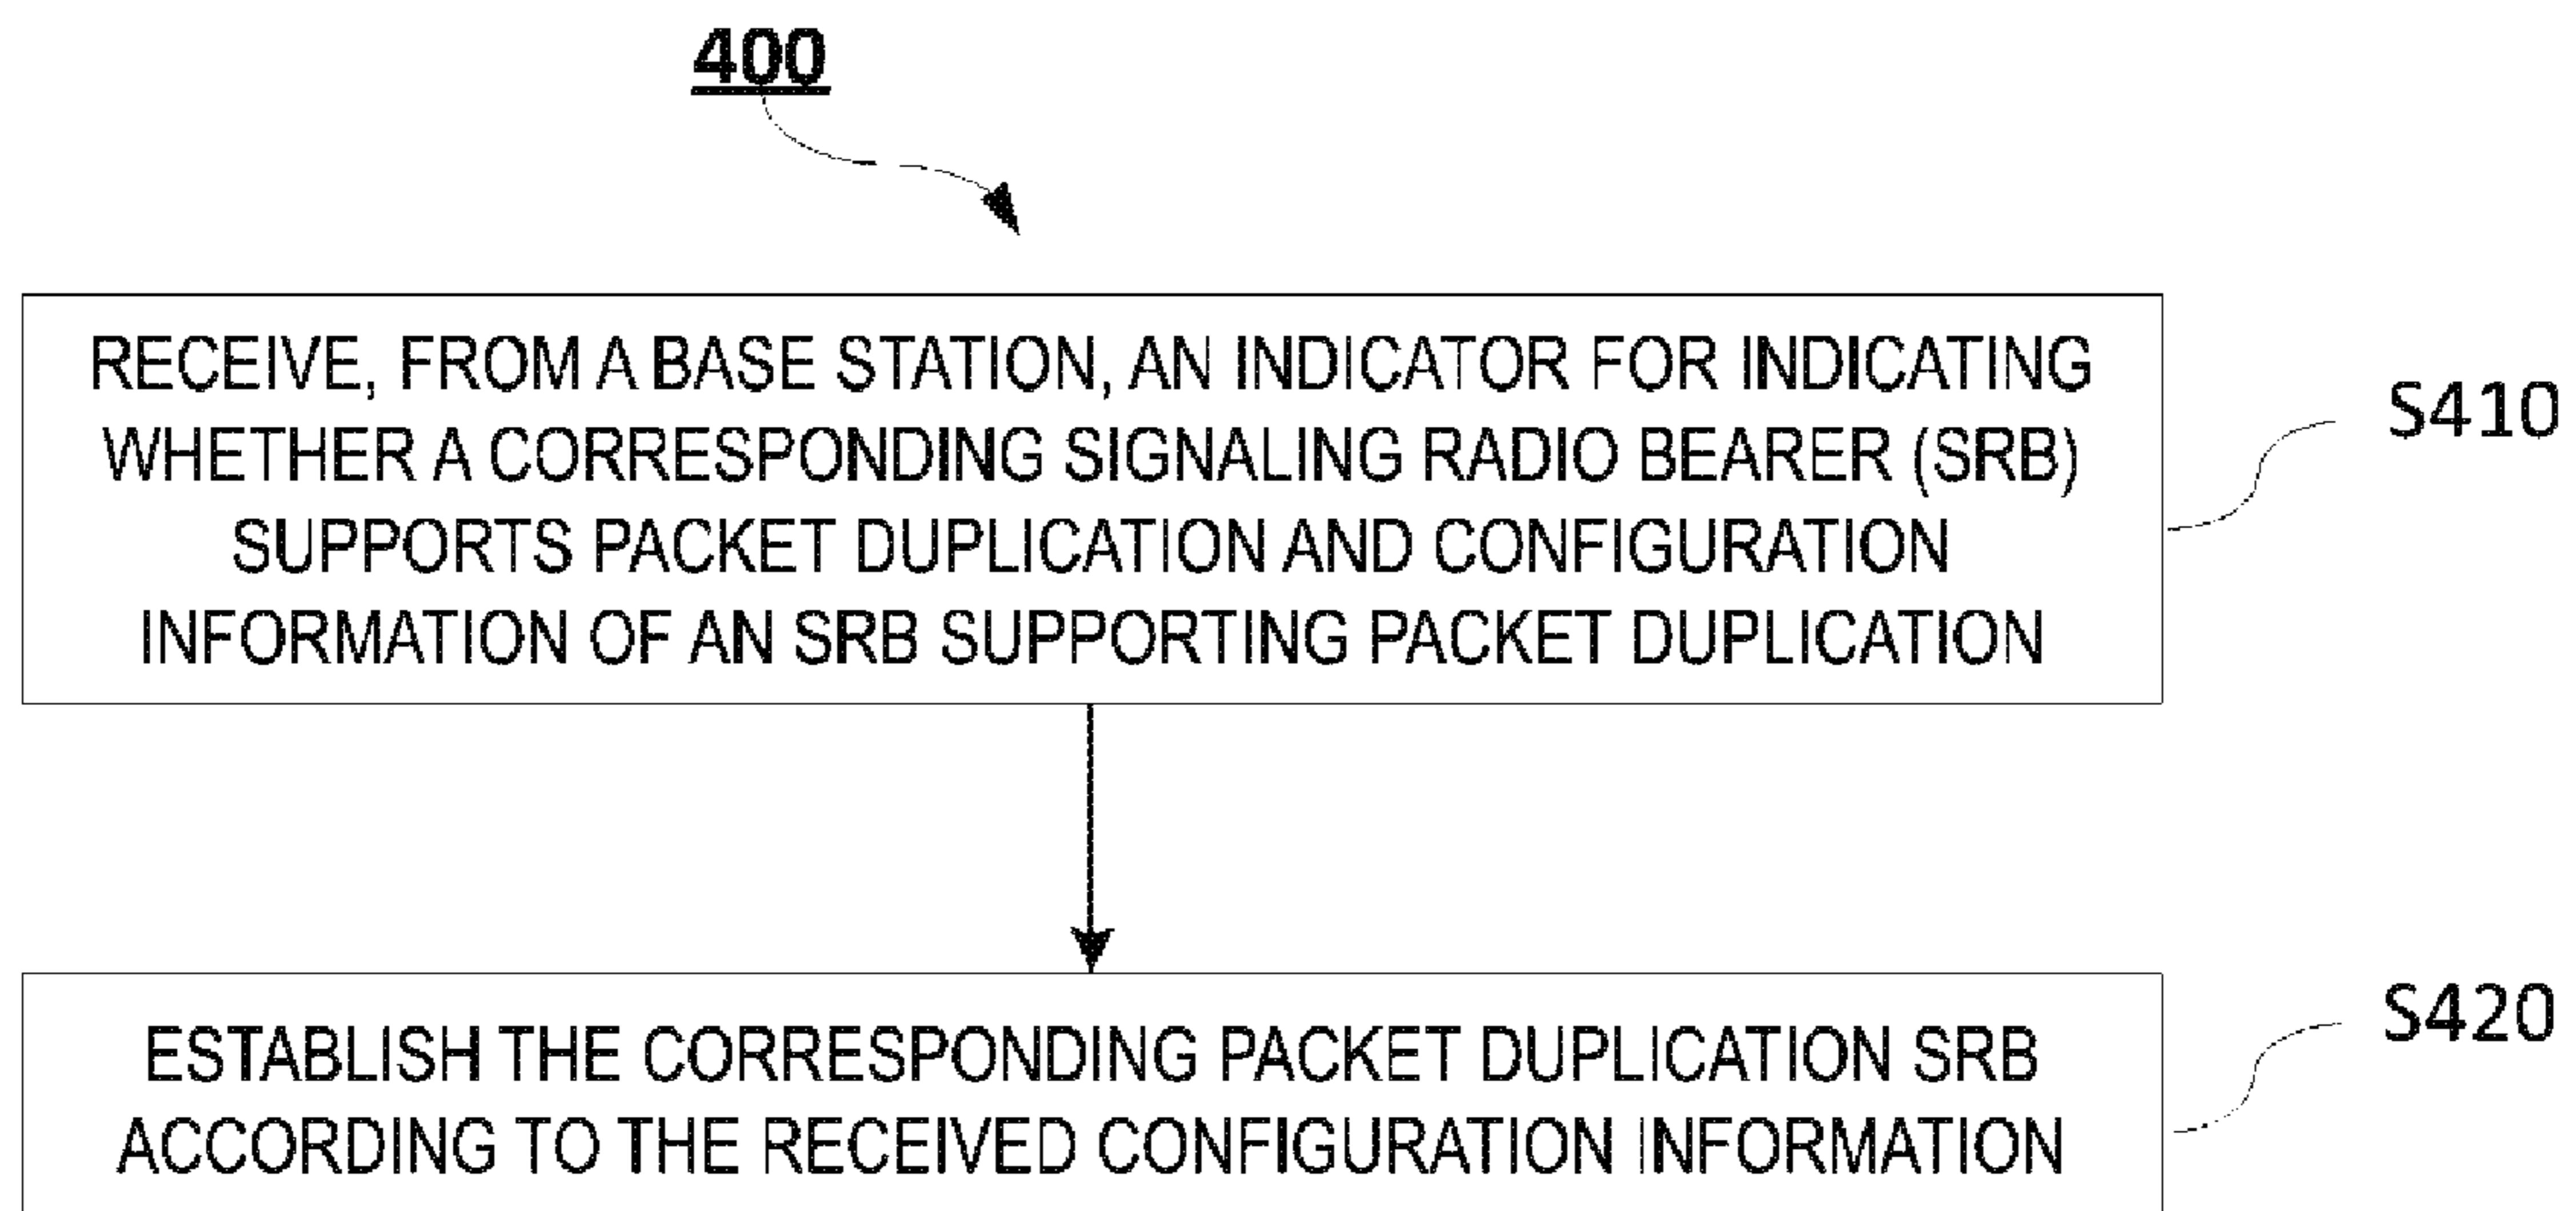 400
RECEIVE, FROM A BASE STATION, AN INDICATOR FOR INDICATING
WHETHER A CORRESPONDING SIGNALING RADIO BEARER (SRB)
SUPPORTS PACKET DUPLICATION AND CONFIGURATION
INFORMATION OF AN SRB SUPPORTING PACKET DUPLICATION
S410
ESTABLISH THE CORRESPONDING PACKET DUPLICATION SRB
ACCORDING TO THE RECEIVED CONFIGURATION INFORMATION
S420